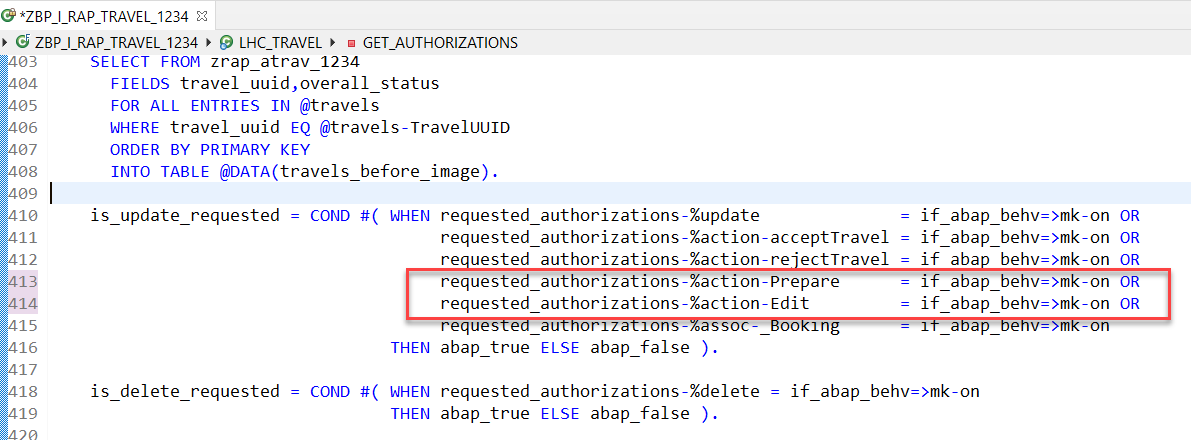 *ZBP_I_RAP_TRAVEL_1234
ZBP_I_RAP_TRAVEL_1234 LHC_TRAVEL GET_AUTHORIZATIONS
403 SELECT FROM zrap_atrav_1234
404 FIELDS travel_uuid,overall_status
405 FOR ALL ENTRIES IN @travels
406 WHERE travel_uuid EQ @travels-TravelUUID
407 ORDER BY PRIMARY KEY
408 INTO TABLE @DATA(travels_before_image).
409
410 is_update_requested = COND #( WHEN requested_authorizations-%update = if_abap_behv=>mk-on OR
411 requested_authorizations-%action-acceptTravel = if_abap_behv=>mk-on OR
412 requested_authorizations-%action-rejectTravel = if_abap_behv=>mk-on OR
413 requested_authorizations-%action-Prepare = if_abap_behv=>mk-on OR
414 requested_authorizations-%action-Edit = if_abap_behv=>mk-on OR
415 requested_authorizations-%assoc-_Booking = if_abap_behv=>mk-on
416 THEN abap_true ELSE abap_false ).
417
418 is_delete_requested = COND #( WHEN requested_authorizations-%delete = if_abap_behv=>mk-on
419 THEN abap_true ELSE abap_false ).
420